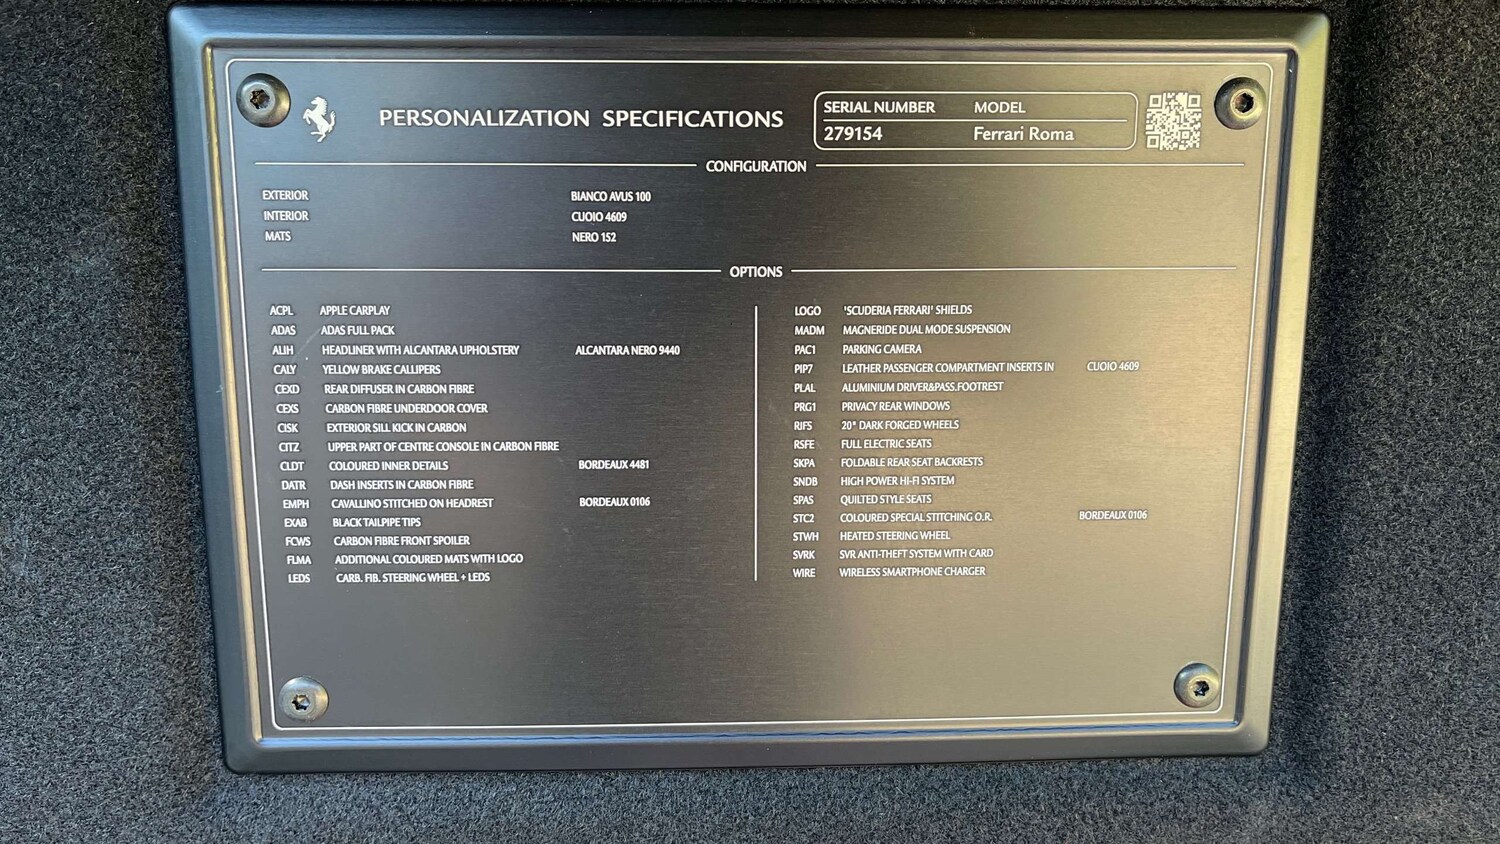 PERSONALIZATION SPECIFICATIONS
SERIAL NUMBER MODEL
279154 Ferrari Roma
CONFIGURATION
EXTERIOR BIANCO AVUS 100
INTERIOR CUOIO 4609
MATS NERO 152
OPTIONS
ACPL APPLE CARPLAY
ADAS ADAS FULL PACK
ALIH HEADLINER WITH ALCANTARA UPHOLSTERY ALCANTARA NERO 9440
CALY YELLOW BRAKE CALLIPERS
CEXD REAR DIFFUSER IN CARBON FIBRE
CEXS CARBON FIBRE UNDERDOOR COVER
CISK EXTERIOR SILL KICK IN CARBON
CITZ UPPER PART OF CENTRE CONSOLE IN CARBON FIBRE
CLDT COLOURED INNER DETAILS BORDEAUX 4481
DATR DASH INSERTS IN CARBON FIBRE
EMPH CAVALLINO STITCHED ON HEADREST BORDEAUX 0106
EXAB BLACK TAILPIPE TIPS
FCWS CARBON FIBRE FRONT SPOILER
FLMA ADDITIONAL COLOURED MATS WITH LOGO
LEDS CARB. FIB. STEERING WHEEL + LEDS
LOGO 'SCUDERIA FERRARI' SHIELDS
MADM MAGNERIDE DUAL MODE SUSPENSION
PAC1 PARKING CAMERA
PIP7 LEATHER PASSENGER COMPARTMENT INSERTS IN CUOIO 4609
PLAL ALUMINIUM DRIVER&PASS.FOOTREST
PRG1 PRIVACY REAR WINDOWS
RIF5 20" DARK FORGED WHEELS
RSFE FULL ELECTRIC SEATS
SKPA FOLDABLE REAR SEAT BACKRESTS
SNDB HIGH POWER HI-FI SYSTEM
SPAS QUILTED STYLE SEATS
STC2 COLOURED SPECIAL STITCHING O.R. BORDEAUX 0106
STWH HEATED STEERING WHEEL
SVRK SVR ANTI-THEFT SYSTEM WITH CARD
WIRE WIRELESS SMARTPHONE CHARGER